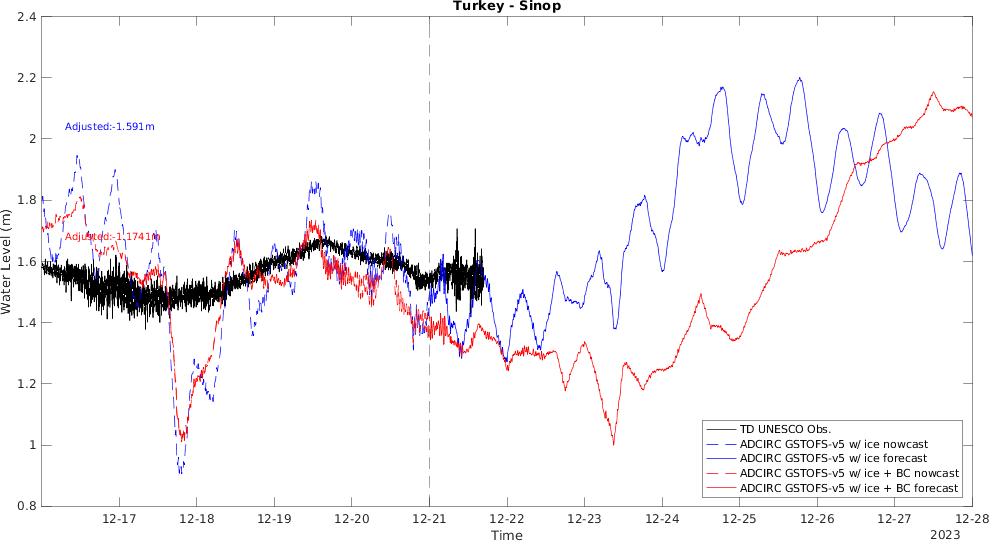 Turkey - Sinop
2.4
2.2
2
1.8
1.6
1.4
1.2
1
0.8
Water Level (m)
Adjusted:-1.591m
Adjusted:-1.1741m
TD UNESCO Obs.
ADCIRC GSTOFS-v5 w/ ice nowcast
ADCIRC GSTOFS-v5 w/ ice forecast
ADCIRC GSTOFS-v5 w/ ice + BC nowcast
ADCIRC GSTOFS-v5 w/ ice + BC forecast
12-17 12-18 12-19 12-20 12-21 12-22 12-23 12-24 12-25 12-26 12-27 12-28
Time
2023